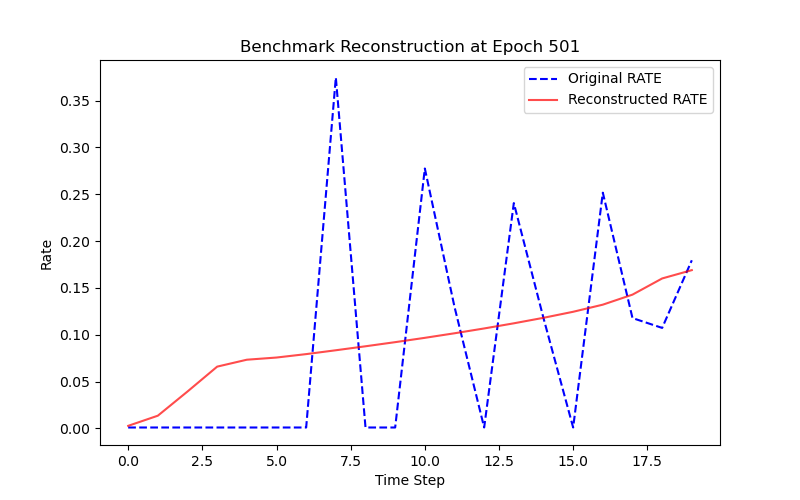 Benchmark Reconstruction at Epoch 501
Original RATE
Reconstructed RATE
Rate
0.35
0.30
0.25
0.20
0.15
0.10
0.05
0.00
0.0 2.5 5.0 7.5 10.0 12.5 15.0 17.5
Time Step